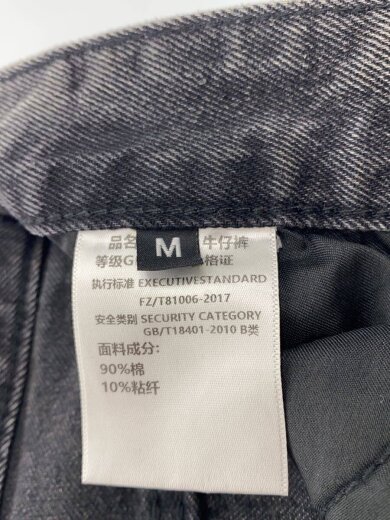 M
品名 牛仔裤
等级G 格证
执行标准 EXECUTIVESTANDARD
FZ/T81006-2017
安全类别 SECURITY CATEGORY
GB/T18401-2010 B类
面料成分:
90%棉
10%粘纤